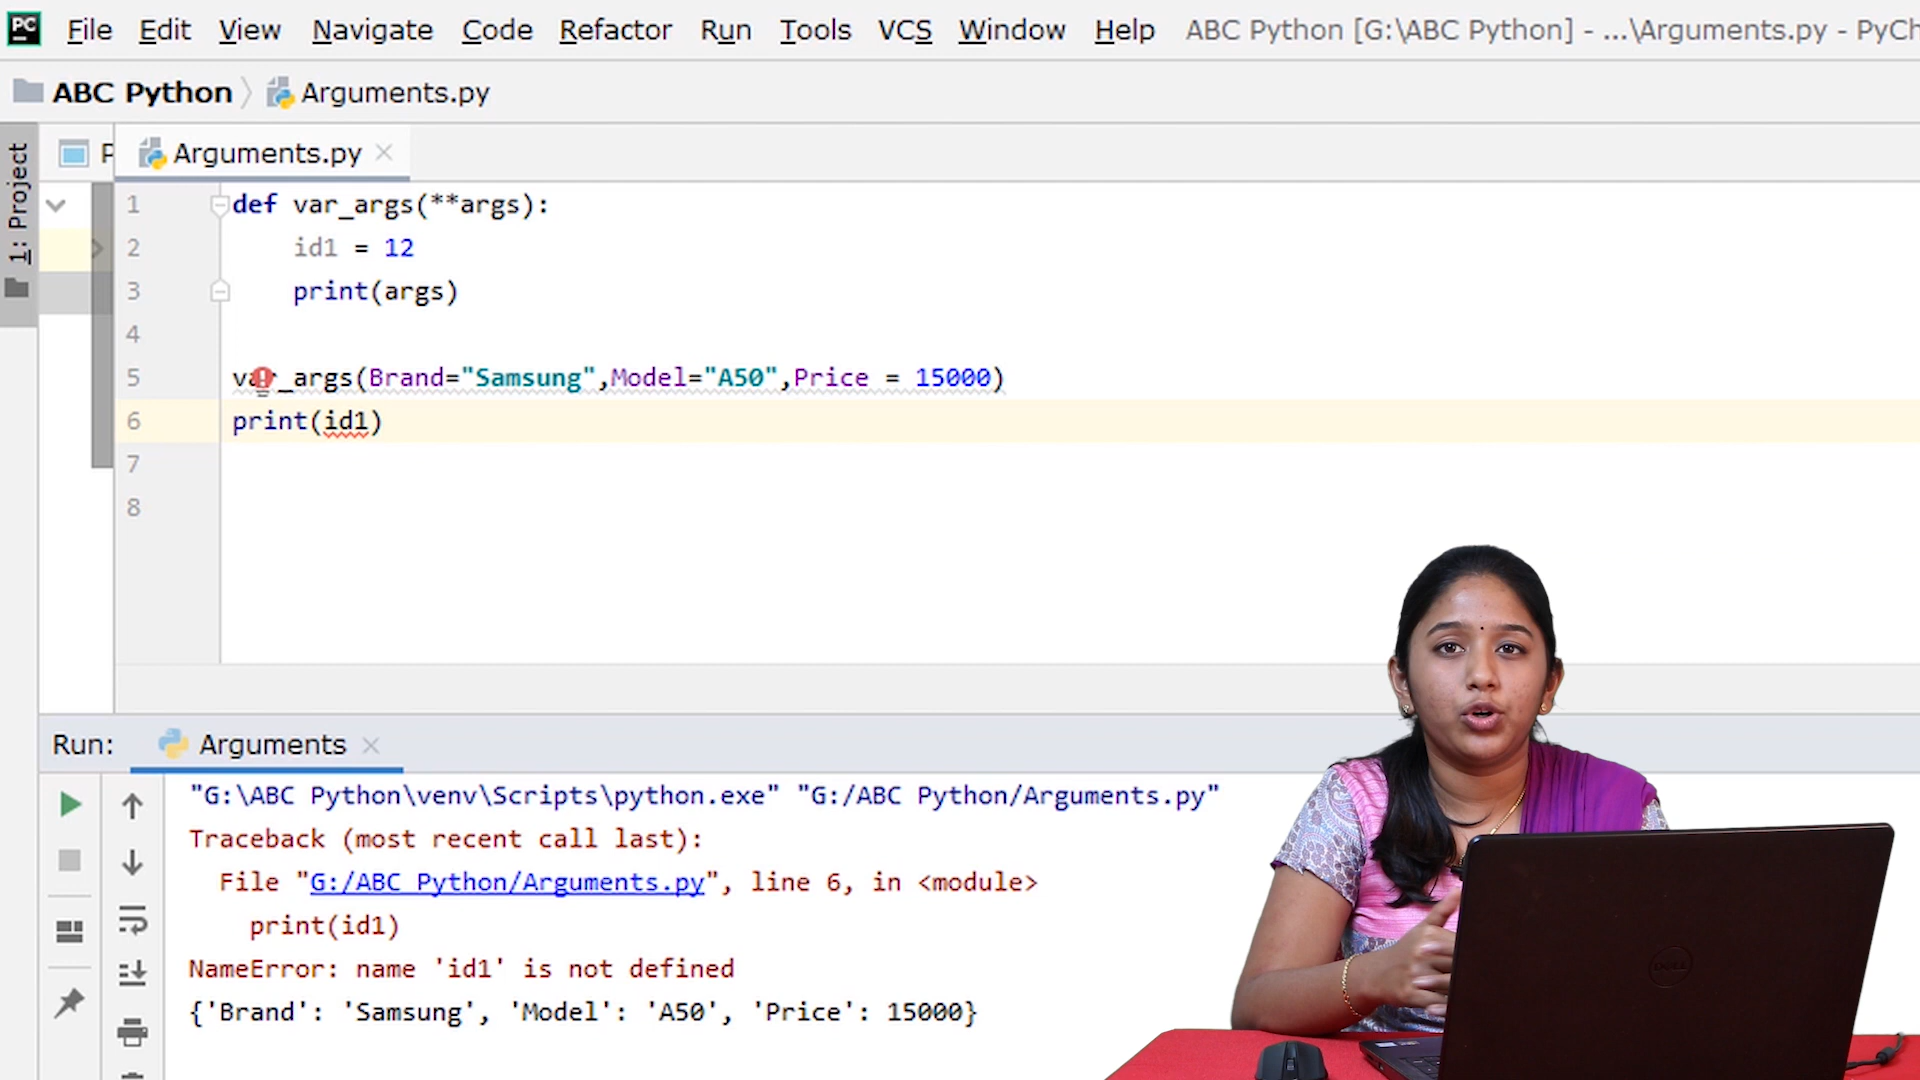 PC File Edit View Navigate Code Refactor Run Tools VCS Window Help ABC Python [G:\ABC Python] - ...\Arguments.py - PyCh
ABC Python Arguments.py
1: Project
P Arguments.py
1 def var_args(**args):
2 id1 = 12
3 print(args)
4
5 var_args(Brand="Samsung",Model="A50",Price = 15000)
6 print(id1)
7
8
Run: Arguments
"G:\ABC Python\venv\Scripts\python.exe" "G:/ABC Python/Arguments.py"
Traceback (most recent call last):
File "G:/ABC Python/Arguments.py", line 6, in <module>
print(id1)
NameError: name 'id1' is not defined
{'Brand': 'Samsung', 'Model': 'A50', 'Price': 15000}
DELL